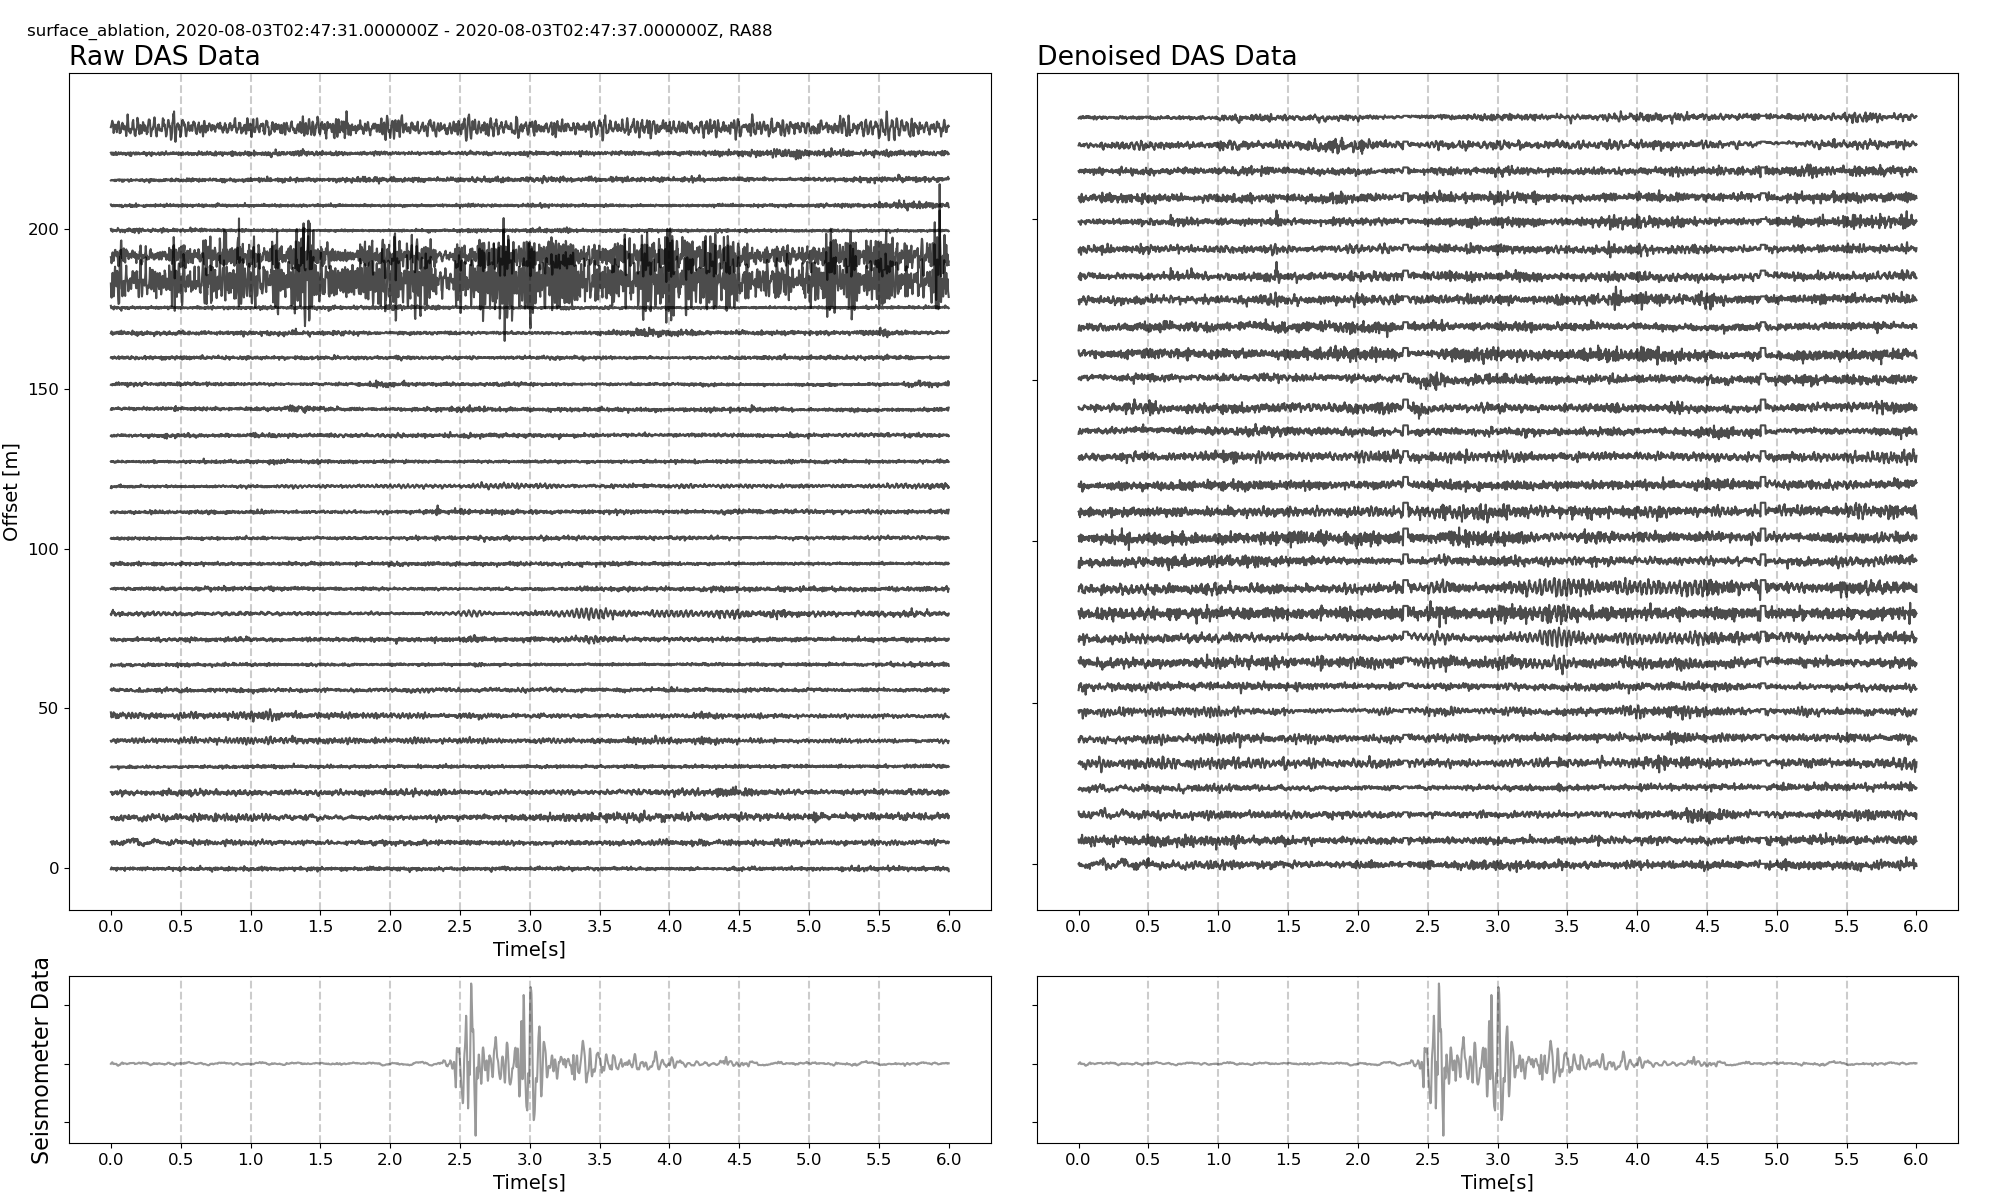 surface_ablation, 2020-08-03T02:47:31.000000Z - 2020-08-03T02:47:37.000000Z, RA88
Raw DAS Data
Denoised DAS Data
Offset [m]
200
150
100
50
0
0.0 0.5 1.0 1.5 2.0 2.5 3.0 3.5 4.0 4.5 5.0 5.5 6.0
Time[s]
0.0 0.5 1.0 1.5 2.0 2.5 3.0 3.5 4.0 4.5 5.0 5.5 6.0
Seismometer Data
0.0 0.5 1.0 1.5 2.0 2.5 3.0 3.5 4.0 4.5 5.0 5.5 6.0
Time[s]
0.0 0.5 1.0 1.5 2.0 2.5 3.0 3.5 4.0 4.5 5.0 5.5 6.0
Time[s]